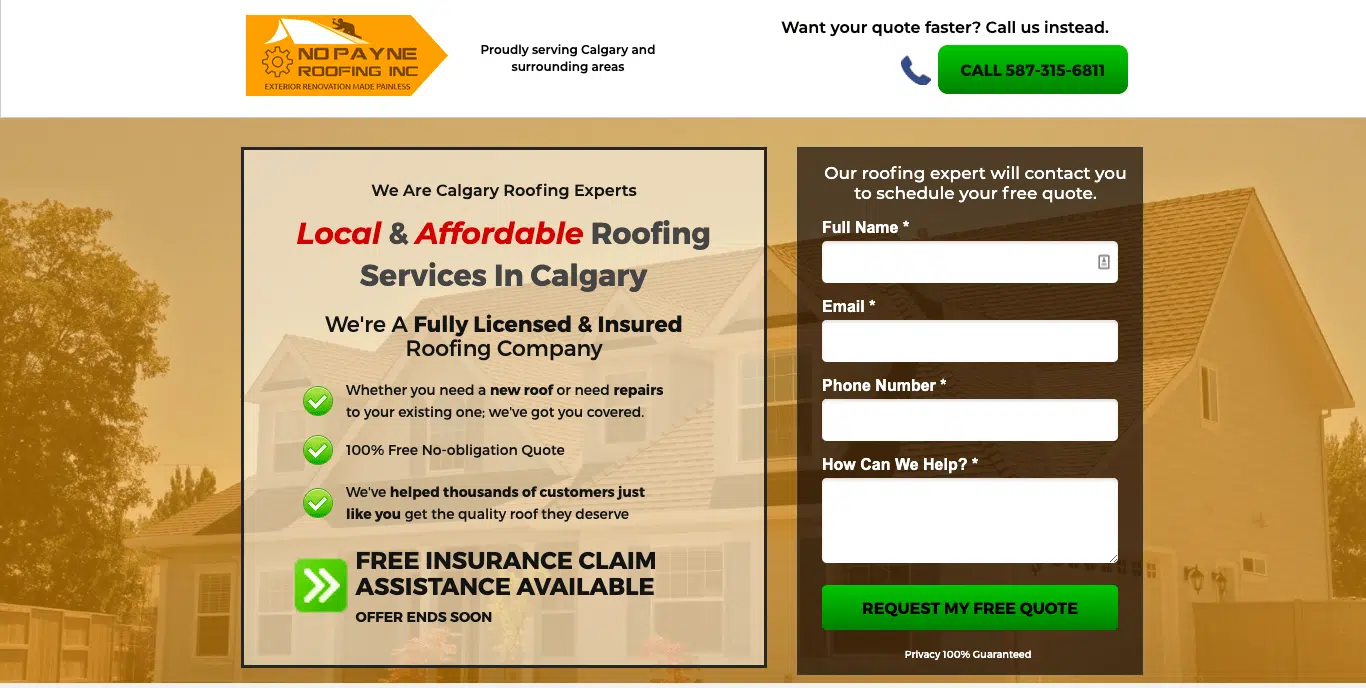 NO PAYNE
ROOFING INC
EXTERIOR RENOVATION MADE PAINLESS
Proudly serving Calgary and
surrounding areas
Want your quote faster? Call us instead.
CALL 587-315-6811
We Are Calgary Roofing Experts
Local & Affordable Roofing
Services In Calgary
We're A Fully Licensed & Insured
Roofing Company
Whether you need a new roof or need repairs
to your existing one; we've got you covered.
100% Free No-obligation Quote
We've helped thousands of customers just
like you get the quality roof they deserve
FREE INSURANCE CLAIM
ASSISTANCE AVAILABLE
OFFER ENDS SOON
Our roofing expert will contact you
to schedule your free quote.
Full Name *
Email *
Phone Number *
How Can We Help? *
REQUEST MY FREE QUOTE
Privacy 100% Guaranteed